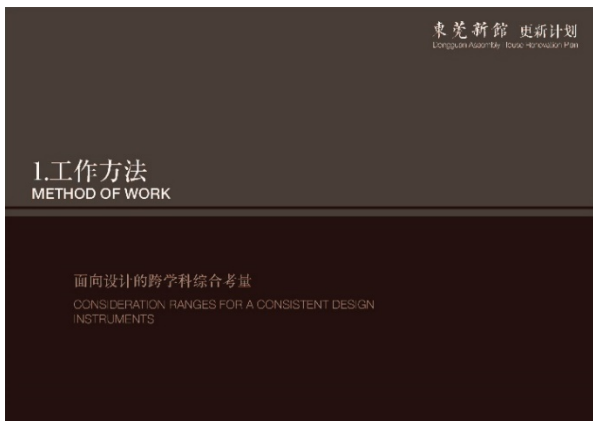 東莞新館 更新计划
Dongguan Assembly House Renovation Plan
1.工作方法
METHOD OF WORK
面向设计的跨学科综合考量
CONSIDERATION RANGES FOR A CONSISTENT DESIGN
INSTRUMENTS